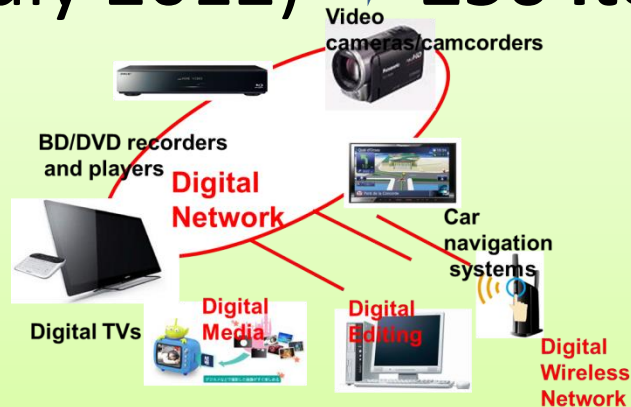 Video
cameras/camcorders
BD/DVD recorders
and players
Digital
Network
Car
navigation
systems
Digital TVs
Digital
Media
Digital
Editing
Digital
Wireless
Network